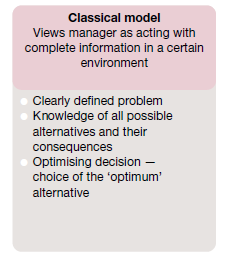 Classical model
Views manager as acting with
complete information in a certain
environment
Clearly defined problem
Knowledge of all possible
alternatives and their
consequences
Optimising decision —
choice of the ‘optimum’
alternative